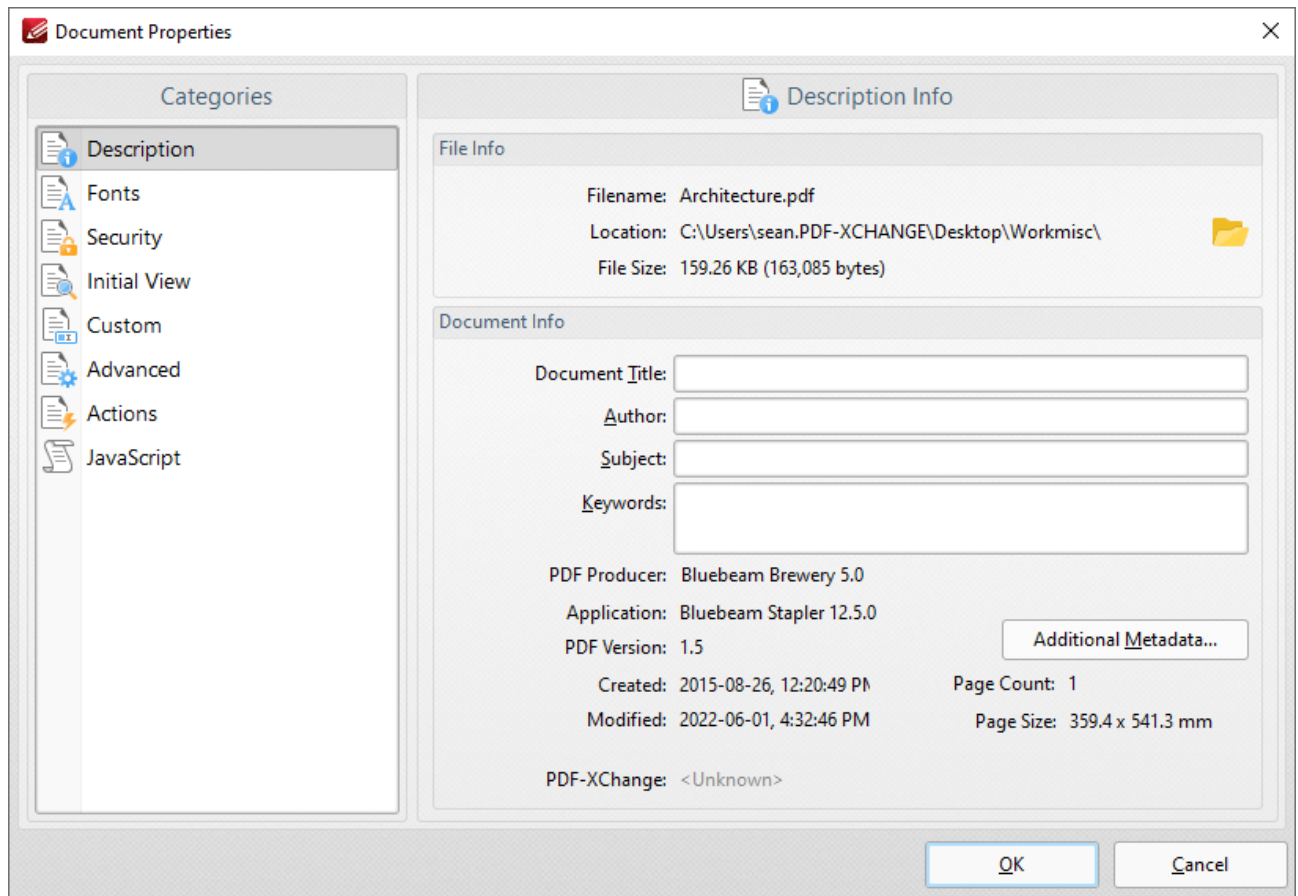 Document Properties
Categories
Description
Fonts
Security
Initial View
Custom
Advanced
Actions
JavaScript
Description Info
File Info
Filename: Architecture.pdf
Location: C:\Users\sean.PDF-XCHANGE\Desktop\Workmisc\
File Size: 159.26 KB (163,085 bytes)
Document Info
Document Title:
Author:
Subject:
Keywords:
PDF Producer: Bluebeam Brewery 5.0
Application: Bluebeam Stapler 12.5.0
PDF Version: 1.5
Additional Metadata...
Created: 2015-08-26, 12:20:49 PM
Page Count: 1
Modified: 2022-06-01, 4:32:46 PM
Page Size: 359.4 x 541.3 mm
PDF-XChange: <Unknown>
OK
Cancel